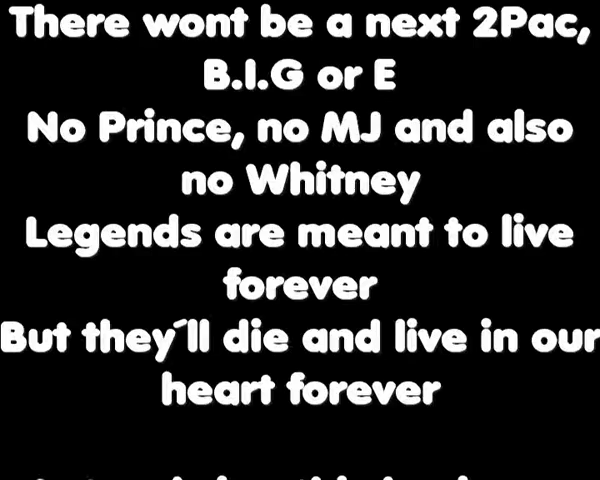 There wont be a next 2Pac,
B.I.G or E
No Prince, no MJ and also
no Whitney
Legends are meant to live
forever
But they´ll die and live in our
heart forever